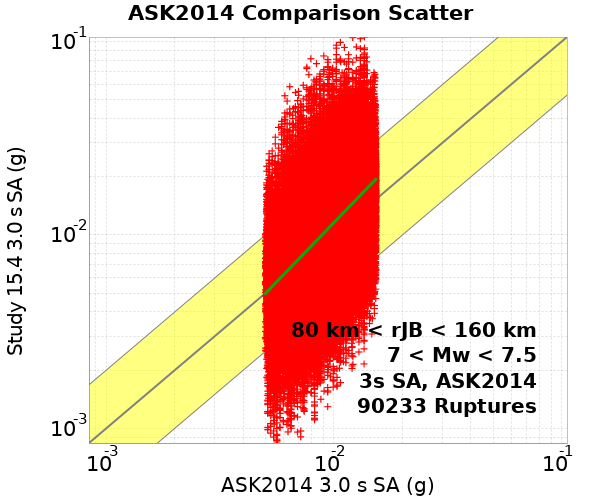 ASK2014 Comparison Scatter
10-1
10-2
10-3
Study 15.4 3.0 s SA (g)
80 km < rJB < 160 km
7 < Mw < 7.5
3s SA, ASK2014
90233 Ruptures
10-3 10-2 10-1
ASK2014 3.0 s SA (g)